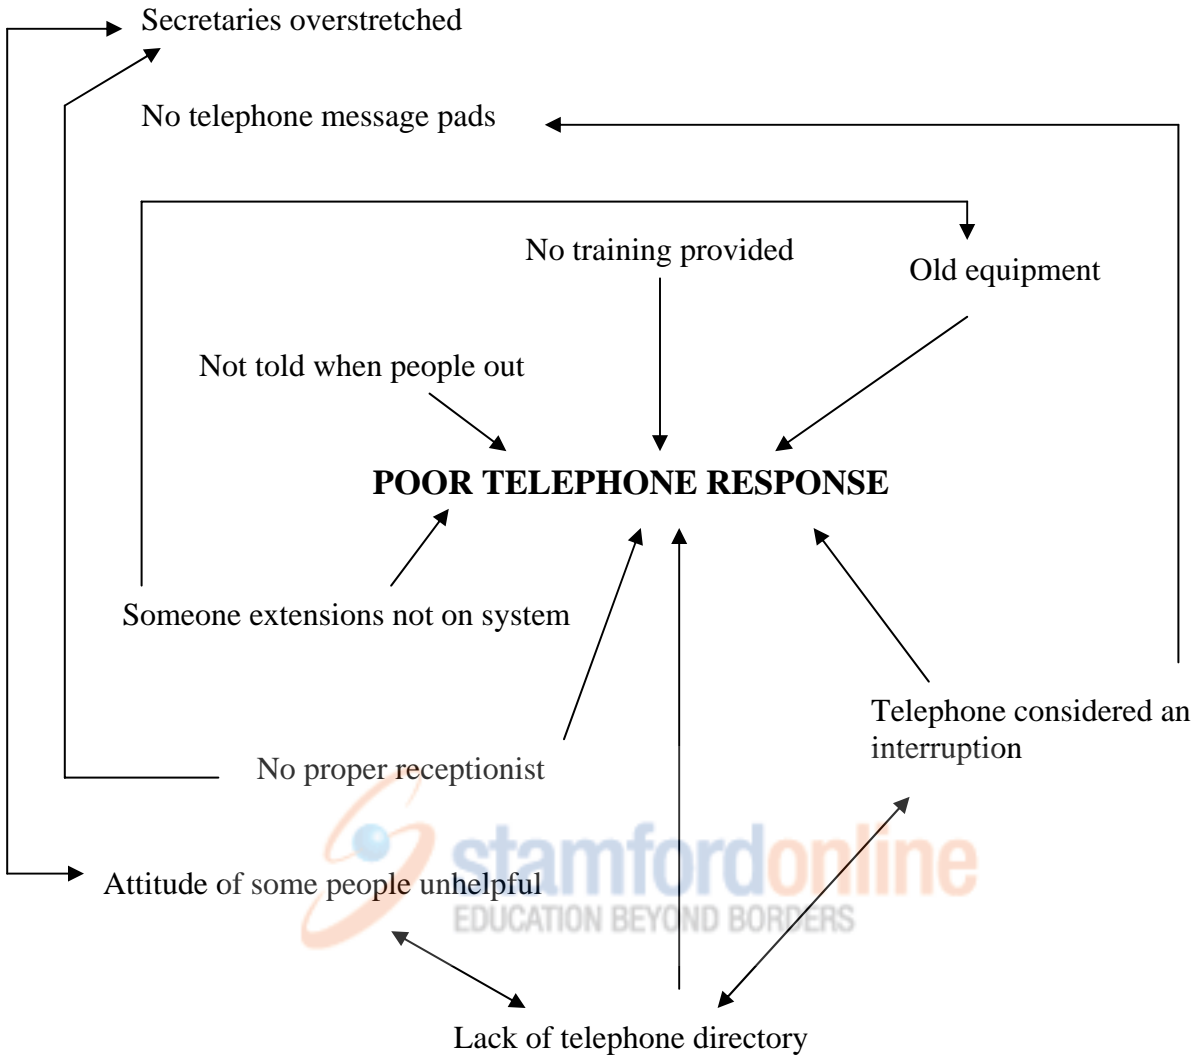 Secretaries overstretched
No telephone message pads
No training provided
Old equipment
Not told when people out
POOR TELEPHONE RESPONSE
Someone extensions not on system
Telephone considered an
interruption
No proper receptionist
stamfordonline
Attitude of some people unhelpful
EDUCATION BEYOND BORDERS
Lack of telephone directory